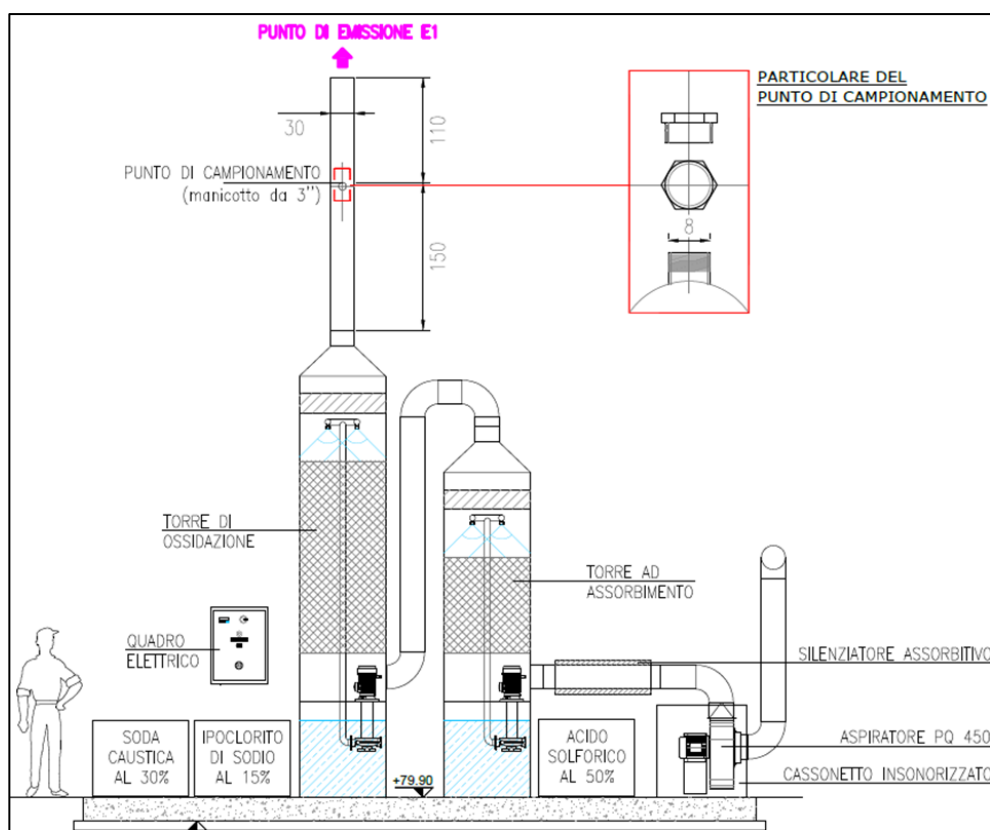 PUNTO DI EMISSIONE E1
PARTICOLARE DEL
PUNTO DI CAMPIONAMENTO
30
110
PUNTO DI CAMPIONAMENTO
(manicotto da 3")
8
150
TORRE DI
OSSIDAZIONE
TORRE AD
ASSORBIMENTO
QUADRO
ELETTRICO
SILENZIATORE ASSORBITIVO
SODA
CAUSTICA
AL 30%
IPOCLORITO
DI SODIO
AL 15%
ACIDO
SOLFORICO
AL 50%
ASPIRATORE PQ 450
CASSONETTO INSONORIZZATO
+79.90